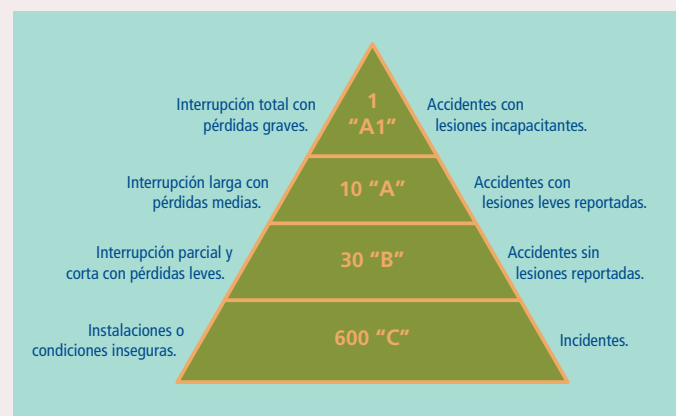 Interrupción total con
pérdidas graves.
1
“A1”
Accidentes con
lesiones incapacitantes.
Interrupción larga con
pérdidas medias.
10 “A”
Accidentes con
lesiones leves reportadas.
Interrupción parcial y
corta con pérdidas leves.
30 “B”
Accidentes sin
lesiones reportadas.
Instalaciones o
condiciones inseguras.
600 “C”
Incidentes.